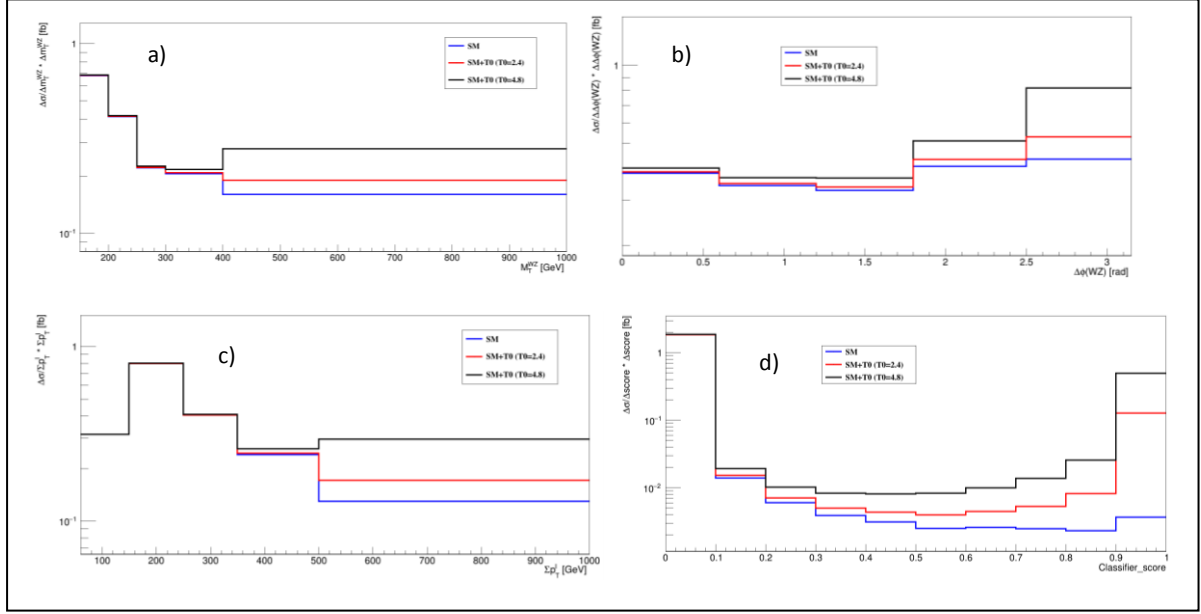 a)
Δσ/Δm_T^WZ * Δm_T^WZ [fb]
1
10⁻¹
SM
SM+T0 (T0=2.4)
SM+T0 (T0=4.8)
200 300 400 500 600 700 800 900 1000
M_T^WZ [GeV]
b)
Δσ/ΔΔϕ(WZ) * ΔΔϕ(WZ) [fb]
1
SM
SM+T0 (T0=2.4)
SM+T0 (T0=4.8)
0 0.5 1 1.5 2 2.5 3
Δϕ(WZ) [rad]
c)
Δσ/Σp_T^l * Σp_T^l [fb]
1
10⁻¹
SM
SM+T0 (T0=2.4)
SM+T0 (T0=4.8)
100 200 300 400 500 600 700 800 900 1000
Σp_T^l [GeV]
d)
Δσ/Δscore * Δscore [fb]
1
10⁻¹
10⁻²
SM
SM+T0 (T0=2.4)
SM+T0 (T0=4.8)
0 0.1 0.2 0.3 0.4 0.5 0.6 0.7 0.8 0.9 1
Classifier_score